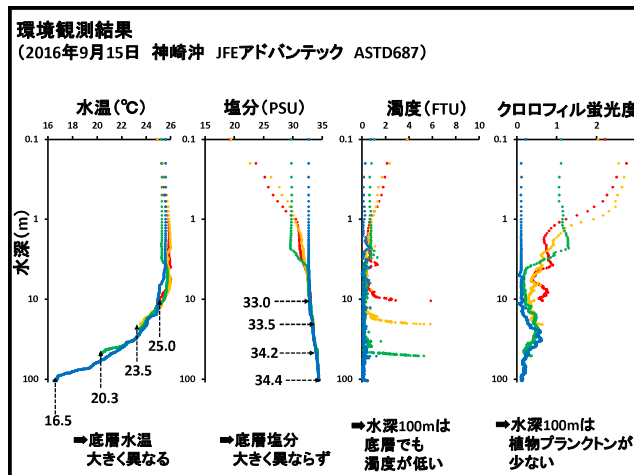 環境観測結果
(2016年9月15日 神崎沖 JFEアドバンテック ASTD687)
水温(℃)
塩分(PSU)
濁度(FTU)
クロロフィル蛍光度
16 18 20 22 24 26
15 20 25 30 35
0 2 4 6 8 10
0 1 2
0.1
1
10
100
0.1
1
10
100
0.1
1
10
100
0.1
1
10
100
水深(m)
25.0
23.5
20.3
16.5
33.0
33.5
34.2
34.4
➡底層水温
大きく異なる
➡底層塩分
大きく異ならず
➡水深100mは
底層でも
濁度が低い
➡水深100mは
植物プランクトンが
少ない